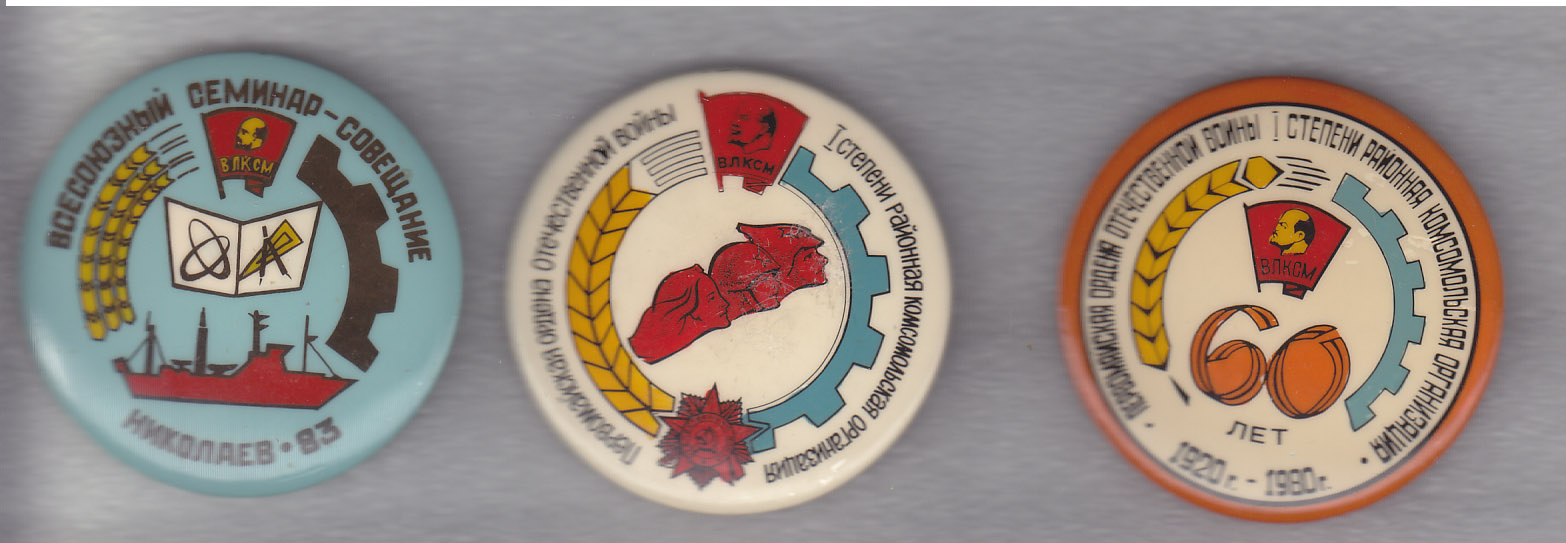 ВСЕСОЮЗНЫЙ СЕМИНАР-СОВЕЩАНИЕ
ВЛКСМ
НИКОЛАЕВ·83
Первомайская ордена Отечественной войны
I степени районная комсомольская организация
ВЛКСМ
ПЕРВОМАЙСКАЯ ОРДЕНА ОТЕЧЕСТВЕННОЙ ВОЙНЫ I СТЕПЕНИ РАЙОННАЯ КОМСОМОЛЬСКАЯ ОРГАНИЗАЦИЯ
ВЛКСМ
60
ЛЕТ
1920 г. - 1980 г.